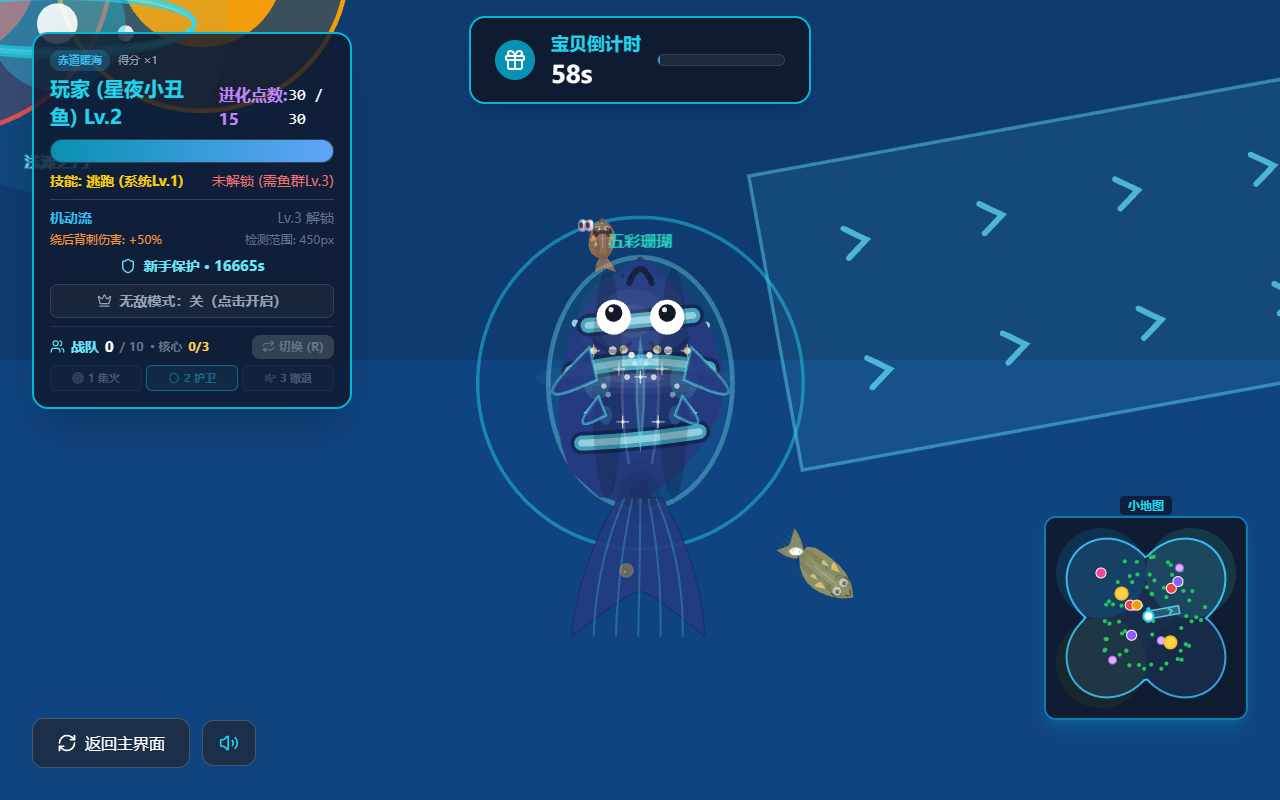 宝贝倒计时
58s
赤道暖海 得分 ×1
玩家 (星夜小丑
鱼) Lv.2
进化点数:
15
30 /
30
技能: 逃跑 (系统Lv.1) 未解锁 (需鱼群Lv.3)
机动流 Lv.3 解锁
绕后背刺伤害: +50% 检测范围: 450px
新手保护 • 16665s
无敌模式：关（点击开启）
战队 0 / 10 • 核心 0/3 切换 (R)
1 集火 2 护卫 3 撤退
五彩珊瑚
小地图
返回主界面